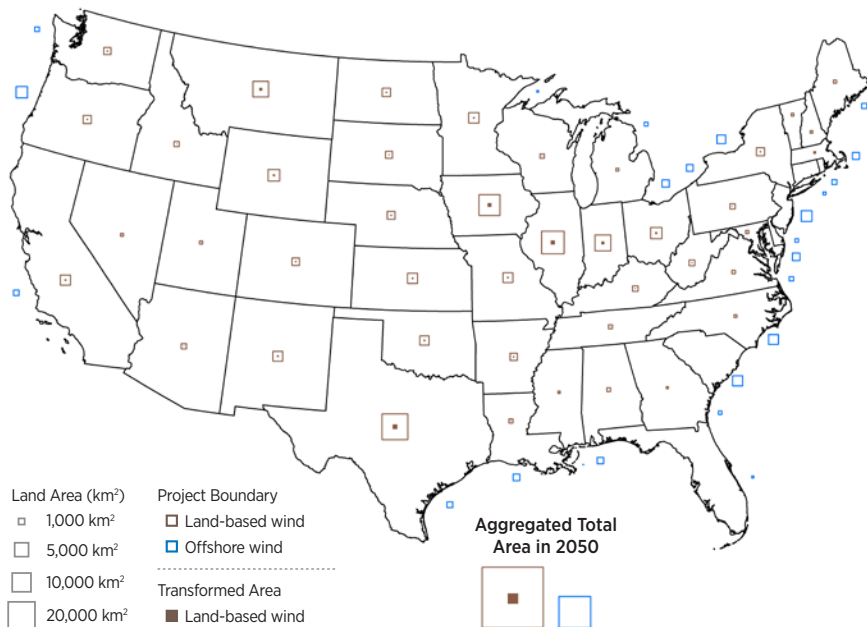 Land Area (km²)
1,000 km²
5,000 km²
10,000 km²
20,000 km²
Project Boundary
Land-based wind
Offshore wind
Transformed Area
Land-based wind
Aggregated Total
Area in 2050